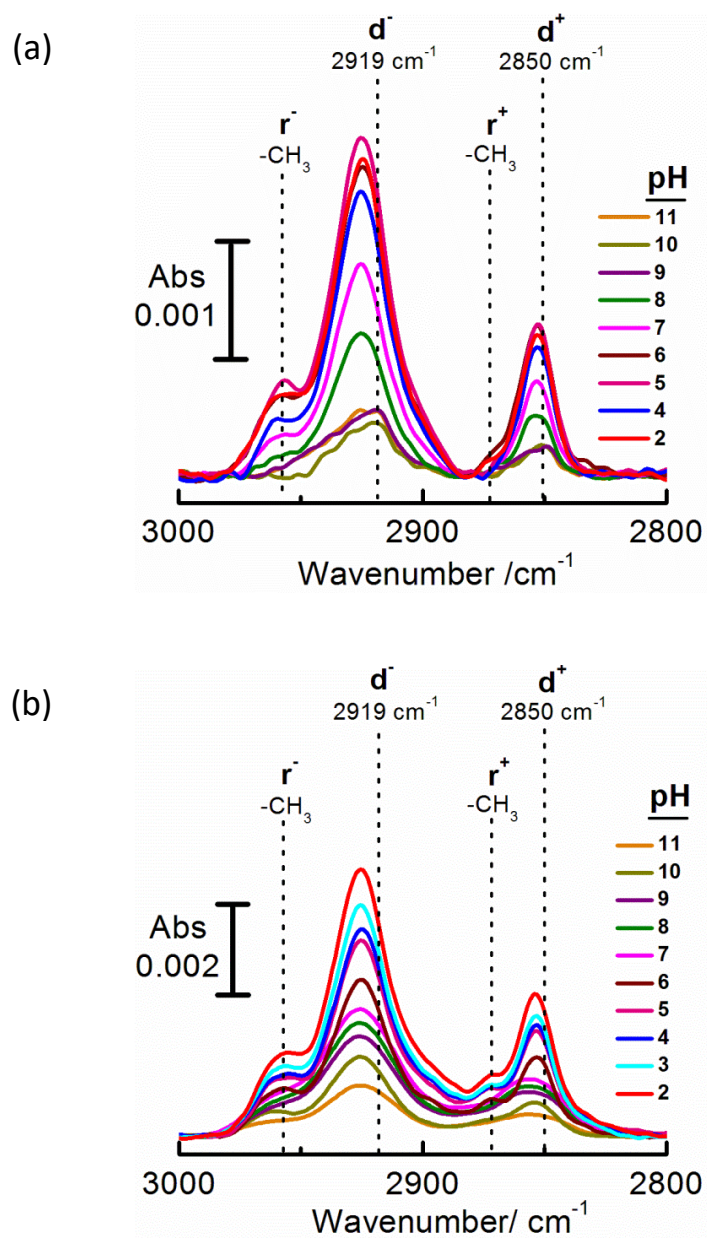 (a)
d⁻
2919 cm⁻¹
d⁺
2850 cm⁻¹
r⁻
-CH₃
r⁺
-CH₃
pH
11
10
9
8
7
6
5
4
2
Abs
0.001
3000 2900 2800
Wavenumber /cm⁻¹
(b)
d⁻
2919 cm⁻¹
d⁺
2850 cm⁻¹
r⁻
-CH₃
r⁺
-CH₃
pH
11
10
9
8
7
6
5
4
3
2
Abs
0.002
3000 2900 2800
Wavenumber/ cm⁻¹